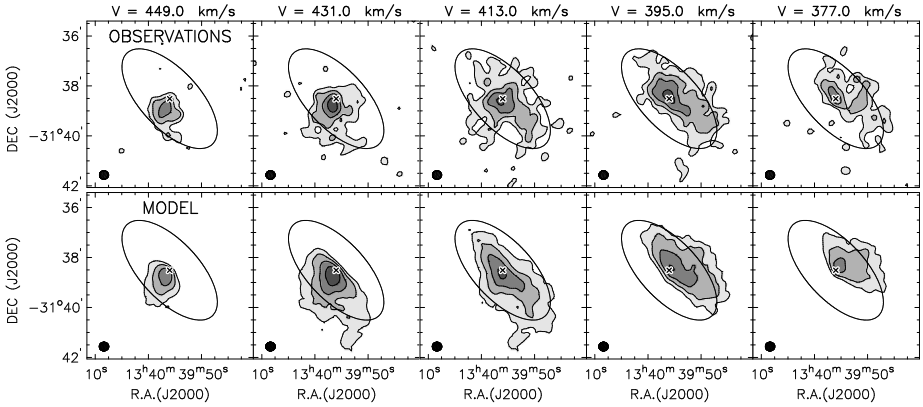 V = 449.0 km/s V = 431.0 km/s V = 413.0 km/s V = 395.0 km/s V = 377.0 km/s
OBSERVATIONS
36'
38'
−31°40'
42'
DEC (J2000)
MODEL
36'
38'
−31°40'
42'
DEC (J2000)
10ˢ 13ʰ40ᵐ 39ᵐ50ˢ 10ˢ 13ʰ40ᵐ 39ᵐ50ˢ 10ˢ 13ʰ40ᵐ 39ᵐ50ˢ 10ˢ 13ʰ40ᵐ 39ᵐ50ˢ 10ˢ 13ʰ40ᵐ 39ᵐ50ˢ
R.A.(J2000) R.A.(J2000) R.A.(J2000) R.A.(J2000) R.A.(J2000)